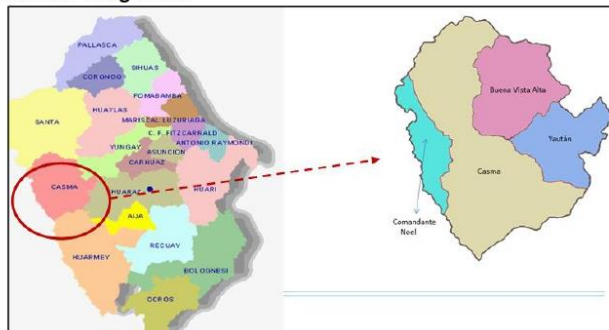 PALLASCA
CORONGO
SIHUAS
POMABAMBA
HUAYLAS
SANTA
MARISCAL LUZURIAGA
C. F. FITZCARNALD
ANTONIO RAYMONDI
YUNGAY
ASUNCION
CARHUAZ
CASMA
HUARAZ
HUARI
AIJA
HUARMEY
RECUAY
BOLOGNESI
OCROS
Buena Vista Alta
Yaután
Casma
Comandante
Noel